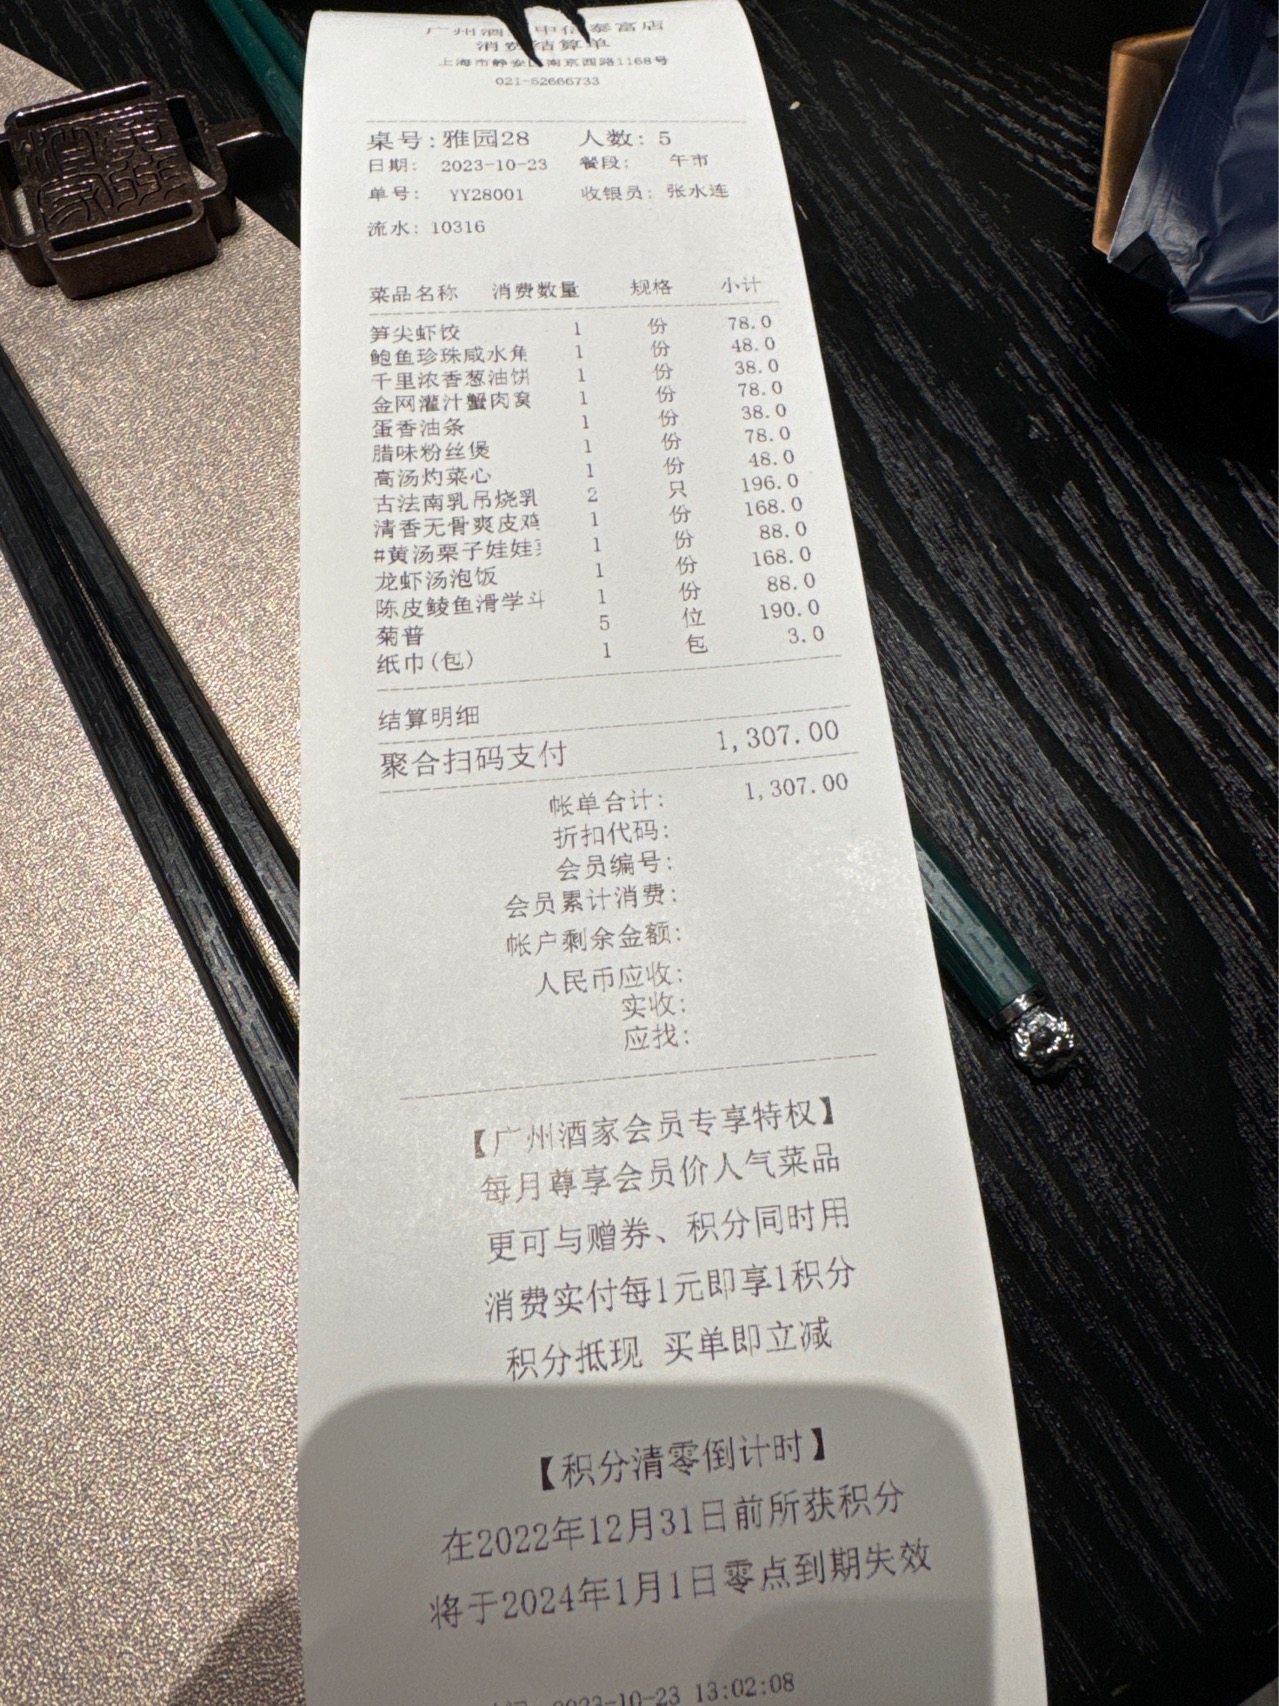 广州酒 中信泰富店
消费结算单
上海市静安区南京西路1168号
021-52666733
桌号:雅园28 人数: 5
日期: 2023-10-23 餐段: 午市
单号: YY28001 收银员: 张水连
流水: 10316
菜品名称 消费数量 规格 小计
笋尖虾饺 1 份 78.0
鲍鱼珍珠咸水角 1 份 48.0
千里浓香葱油饼 1 份 38.0
金网灌汁蟹肉窝 1 份 78.0
蛋香油条 1 份 38.0
腊味粉丝煲 1 份 78.0
高汤灼菜心 1 份 48.0
古法南乳吊烧乳 2 只 196.0
清香无骨爽皮鸡 1 份 168.0
#黄汤栗子娃娃 1 份 88.0
龙虾汤泡饭 1 份 168.0
陈皮鲮鱼滑学斗 1 份 88.0
菊普 5 位 190.0
纸巾(包) 1 包 3.0
结算明细
聚合扫码支付 1,307.00
帐单合计: 1,307.00
折扣代码:
会员编号:
会员累计消费:
帐户剩余金额:
人民币应收:
实收:
应找:
【广州酒家会员专享特权】
每月尊享会员价人气菜品
更可与赠券、积分同时用
消费实付每1元即享1积分
积分抵现 买单即立减
【积分清零倒计时】
在2022年12月31日前所获积分
将于2024年1月1日零点到期失效
2023-10-23 13:02:08